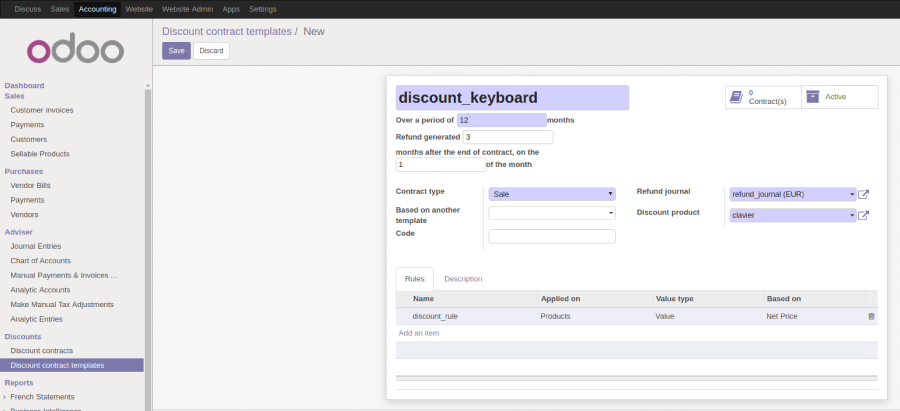 Discuss Sales Accounting Website Website Admin Apps Settings
odoo
Dashboard
Sales
Customer Invoices
Payments
Customers
Sellable Products
Purchases
Vendor Bills
Payments
Vendors
Adviser
Journal Entries
Chart of Accounts
Manual Payments & Invoices ...
Analytic Accounts
Make Manual Tax Adjustments
Analytic Entries
Discounts
Discount contracts
Discount contract templates
Reports
French Statements
Business Intelligence
Discount contract templates / New
Save Discard
discount_keyboard
0
Contract(s)
Active
Over a period of 12 months
Refund generated 3
months after the end of contract, on the
1 of the month
Contract type Sale
Based on another
template
Code
Refund journal refund_journal (EUR)
Discount product clavier
Rules Description
Name Applied on Value type Based on
discount_rule Products Value Net Price
Add an item